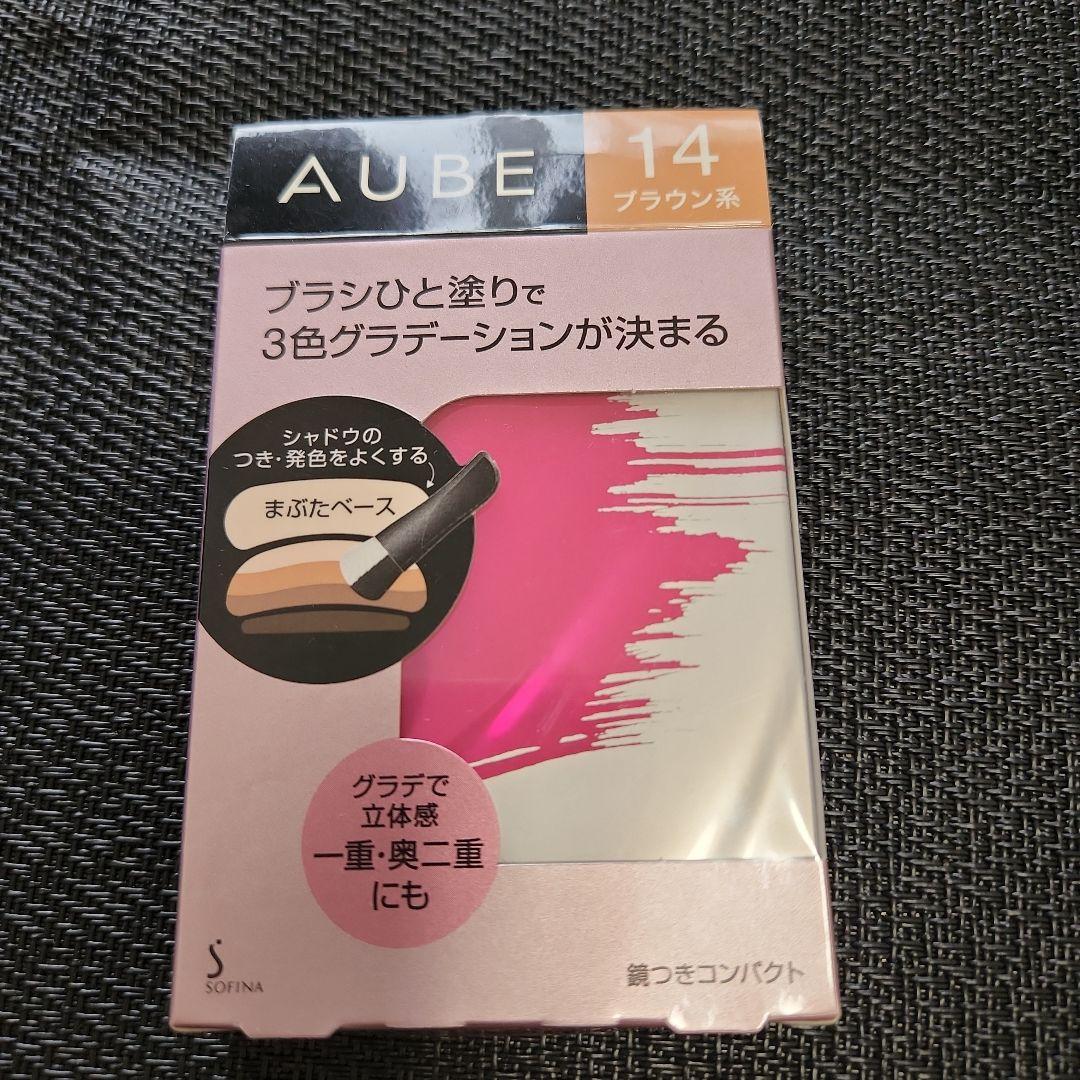 AUBE
14
ブラウン系
ブラシひと塗りで
3色グラデーションが決まる
シャドウの
つき・発色をよくする
まぶたベース
グラデで
立体感
一重・奥二重
にも
SOFINA
鏡つきコンパクト